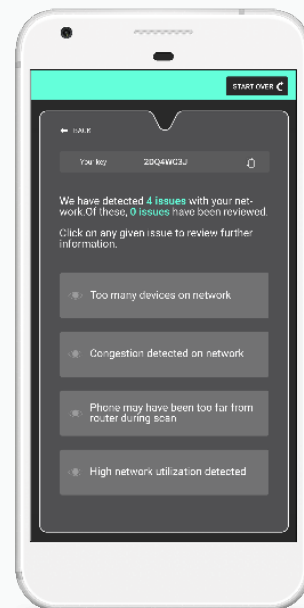 START OVER
BACK
Your key 20Q4W03J
We have detected 4 issues with your net-
work.Of these, 0 issues have been reviewed.
Click on any given issue to review further
information.
Too many devices on network
Congestion detected on network
Phone may have been too far from
router during scan
High network utilization detected